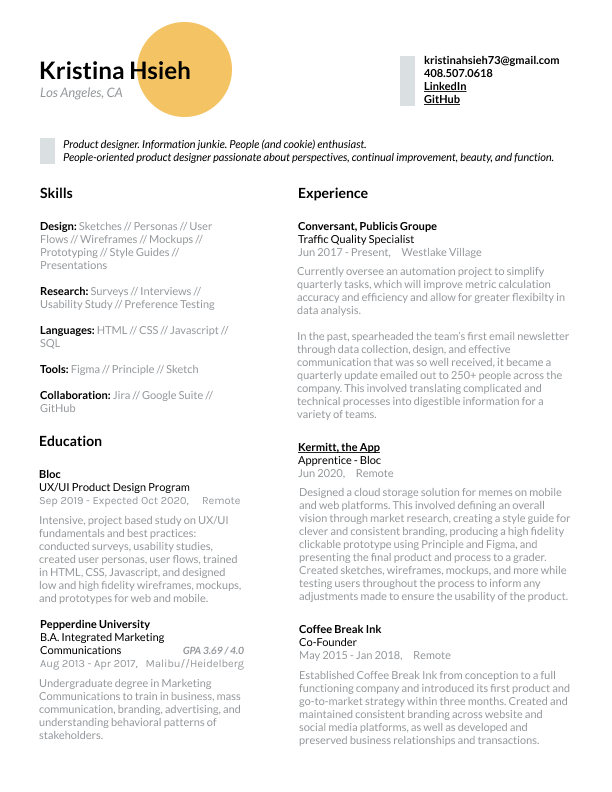 Kristina Hsieh
Los Angeles, CA
kristinahsieh73@gmail.com
408.507.0618
LinkedIn
GitHub
Product designer. Information junkie. People (and cookie) enthusiast.
People-oriented product designer passionate about perspectives, continual improvement, beauty, and function.
Skills
Design: Sketches // Personas // User
Flows // Wireframes // Mockups //
Prototyping // Style Guides //
Presentations
Research: Surveys // Interviews //
Usability Study // Preference Testing
Languages: HTML // CSS // Javascript //
SQL
Tools: Figma // Principle // Sketch
Collaboration: Jira // Google Suite //
GitHub
Education
Bloc
UX/UI Product Design Program
Sep 2019 - Expected Oct 2020, Remote
Intensive, project based study on UX/UI
fundamentals and best practices:
conducted surveys, usability studies,
created user personas, user flows, trained
in HTML, CSS, Javascript, and designed
low and high fidelity wireframes, mockups,
and prototypes for web and mobile.
Pepperdine University
B.A. Integrated Marketing
Communications GPA 3.69 / 4.0
Aug 2013 - Apr 2017, Malibu//Heidelberg
Undergraduate degree in Marketing
Communications to train in business, mass
communication, branding, advertising, and
understanding behavioral patterns of
stakeholders.
Experience
Conversant, Publicis Groupe
Traffic Quality Specialist
Jun 2017 - Present, Westlake Village
Currently oversee an automation project to simplify
quarterly tasks, which will improve metric calculation
accuracy and efficiency and allow for greater flexibilty in
data analysis.
In the past, spearheaded the team's first email newsletter
through data collection, design, and effective
communication that was so well received, it became a
quarterly update emailed out to 250+ people across the
company. This involved translating complicated and
technical processes into digestible information for a
variety of teams.
Kermitt, the App
Apprentice - Bloc
Jun 2020, Remote
Designed a cloud storage solution for memes on mobile
and web platforms. This involved defining an overall
vision through market research, creating a style guide for
clever and consistent branding, producing a high fidelity
clickable prototype using Principle and Figma, and
presenting the final product and process to a grader.
Created sketches, wireframes, mockups, and more while
testing users throughout the process to inform any
adjustments made to ensure the usability of the product.
Coffee Break Ink
Co-Founder
May 2015 - Jan 2018, Remote
Established Coffee Break Ink from conception to a full
functioning company and introduced its first product and
go-to-market strategy within three months. Created and
maintained consistent branding across website and
social media platforms, as well as developed and
preserved business relationships and transactions.